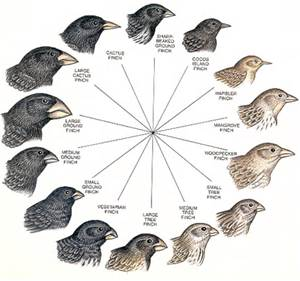 SHARP-
BEAKED
GROUND
FINCH
COCOS
ISLAND
FINCH
WARBLER
FINCH
MANGROVE
FINCH
WOODPECKER
FINCH
SMALL
TREE
FINCH
MEDIUM
TREE FINCH
LARGE
TREE
FINCH
VEGETARIAN
FINCH
SMALL
GROUND
FINCH
MEDIUM
GROUND
FINCH
LARGE
GROUND
FINCH
LARGE
CACTUS
FINCH
CACTUS
FINCH